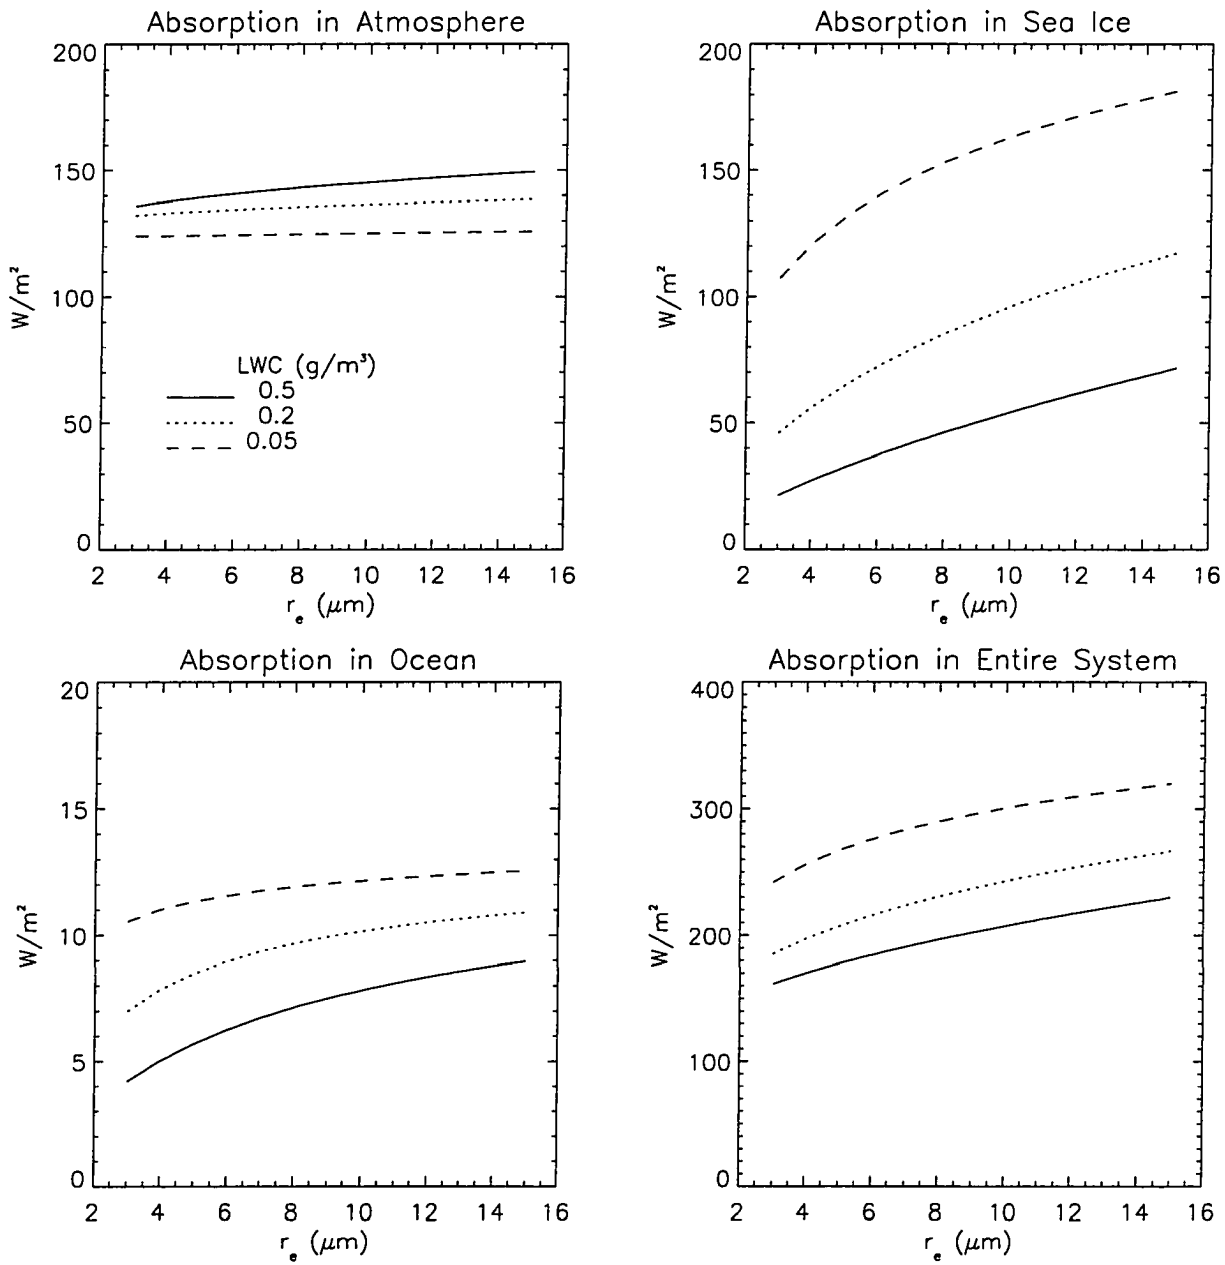 Absorption in Atmosphere
200
150
100
50
0
W/m²
LWC (g/m³)
0.5
0.2
0.05
2 4 6 8 10 12 14 16
rₑ (μm)
Absorption in Sea Ice
200
150
100
50
0
W/m²
2 4 6 8 10 12 14 16
rₑ (μm)
Absorption in Ocean
20
15
10
5
0
W/m²
2 4 6 8 10 12 14 16
rₑ (μm)
Absorption in Entire System
400
300
200
100
0
W/m²
2 4 6 8 10 12 14 16
rₑ (μm)